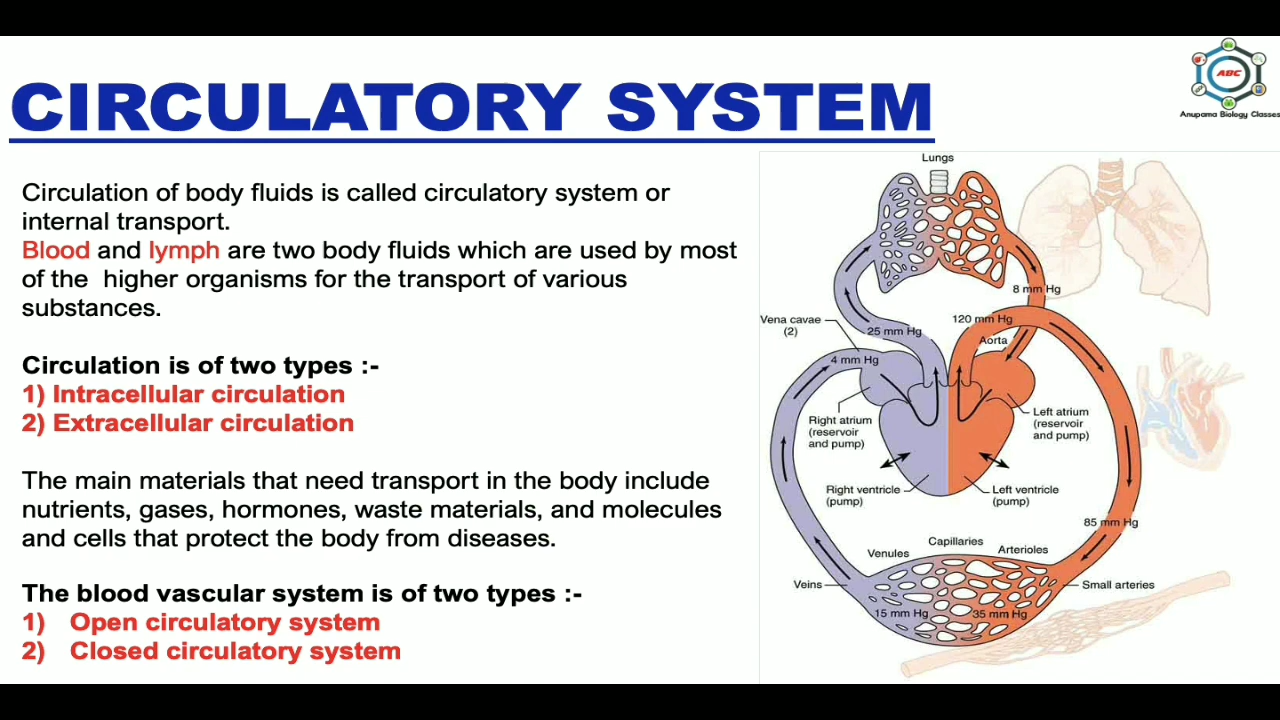 CIRCULATORY SYSTEM
ABC
Anupama Biology Classes
Circulation of body fluids is called circulatory system or
internal transport.
Blood and lymph are two body fluids which are used by most
of the higher organisms for the transport of various
substances.
Circulation is of two types :-
1) Intracellular circulation
2) Extracellular circulation
The main materials that need transport in the body include
nutrients, gases, hormones, waste materials, and molecules
and cells that protect the body from diseases.
The blood vascular system is of two types :-
1) Open circulatory system
2) Closed circulatory system
Lungs
8 mm Hg
Vena cavae
(2)
25 mm Hg
120 mm Hg
Aorta
4 mm Hg
Right atrium
(reservoir
and pump)
Left atrium
(reservoir
and pump)
Right ventricle
(pump)
Left ventricle
(pump)
85 mm Hg
Venules
Capillaries
Arterioles
Veins
Small arteries
15 mm Hg
35 mm Hg